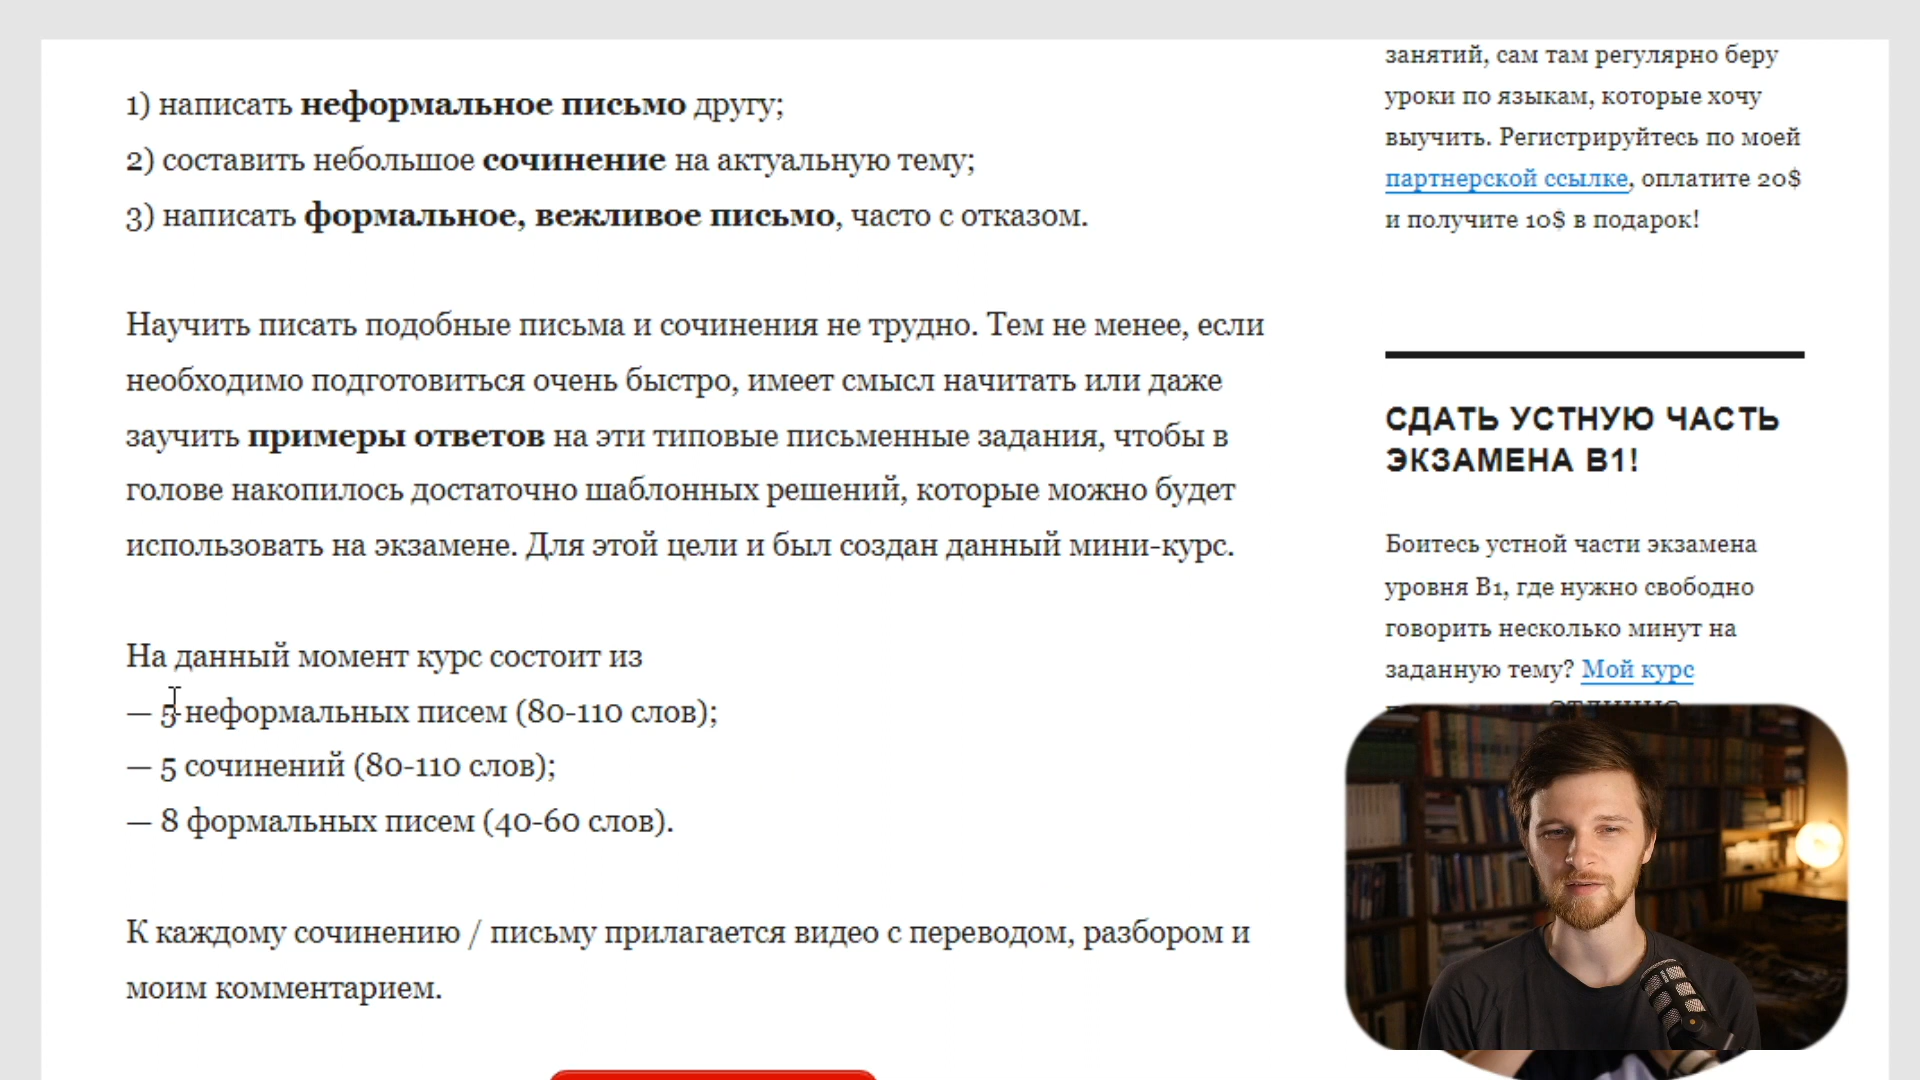 1) написать неформальное письмо другу;
2) составить небольшое сочинение на актуальную тему;
3) написать формальное, вежливое письмо, часто с отказом.
Научить писать подобные письма и сочинения не трудно. Тем не менее, если
необходимо подготовиться очень быстро, имеет смысл начитать или даже
заучить примеры ответов на эти типовые письменные задания, чтобы в
голове накопилось достаточно шаблонных решений, которые можно будет
использовать на экзамене. Для этой цели и был создан данный мини-курс.
На данный момент курс состоит из
— 5 неформальных писем (80-110 слов);
— 5 сочинений (80-110 слов);
— 8 формальных писем (40-60 слов).
К каждому сочинению / письму прилагается видео с переводом, разбором и
моим комментарием.
занятий, сам там регулярно беру
уроки по языкам, которые хочу
выучить. Регистрируйтесь по моей
партнерской ссылке, оплатите 20$
и получите 10$ в подарок!
СДАТЬ УСТНУЮ ЧАСТЬ
ЭКЗАМЕНА B1!
Боитесь устной части экзамена
уровня B1, где нужно свободно
говорить несколько минут на
заданную тему? Мой курс